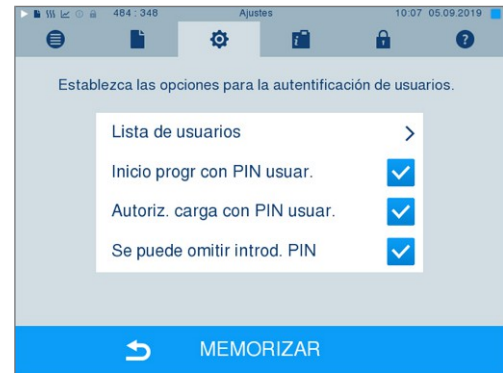 484 : 348 Ajustes 10:07 05.09.2019
Establezca las opciones para la autentificación de usuarios.
Lista de usuarios
Inicio progr con PIN usuar.
Autoriz. carga con PIN usuar.
Se puede omitir introd. PIN
MEMORIZAR